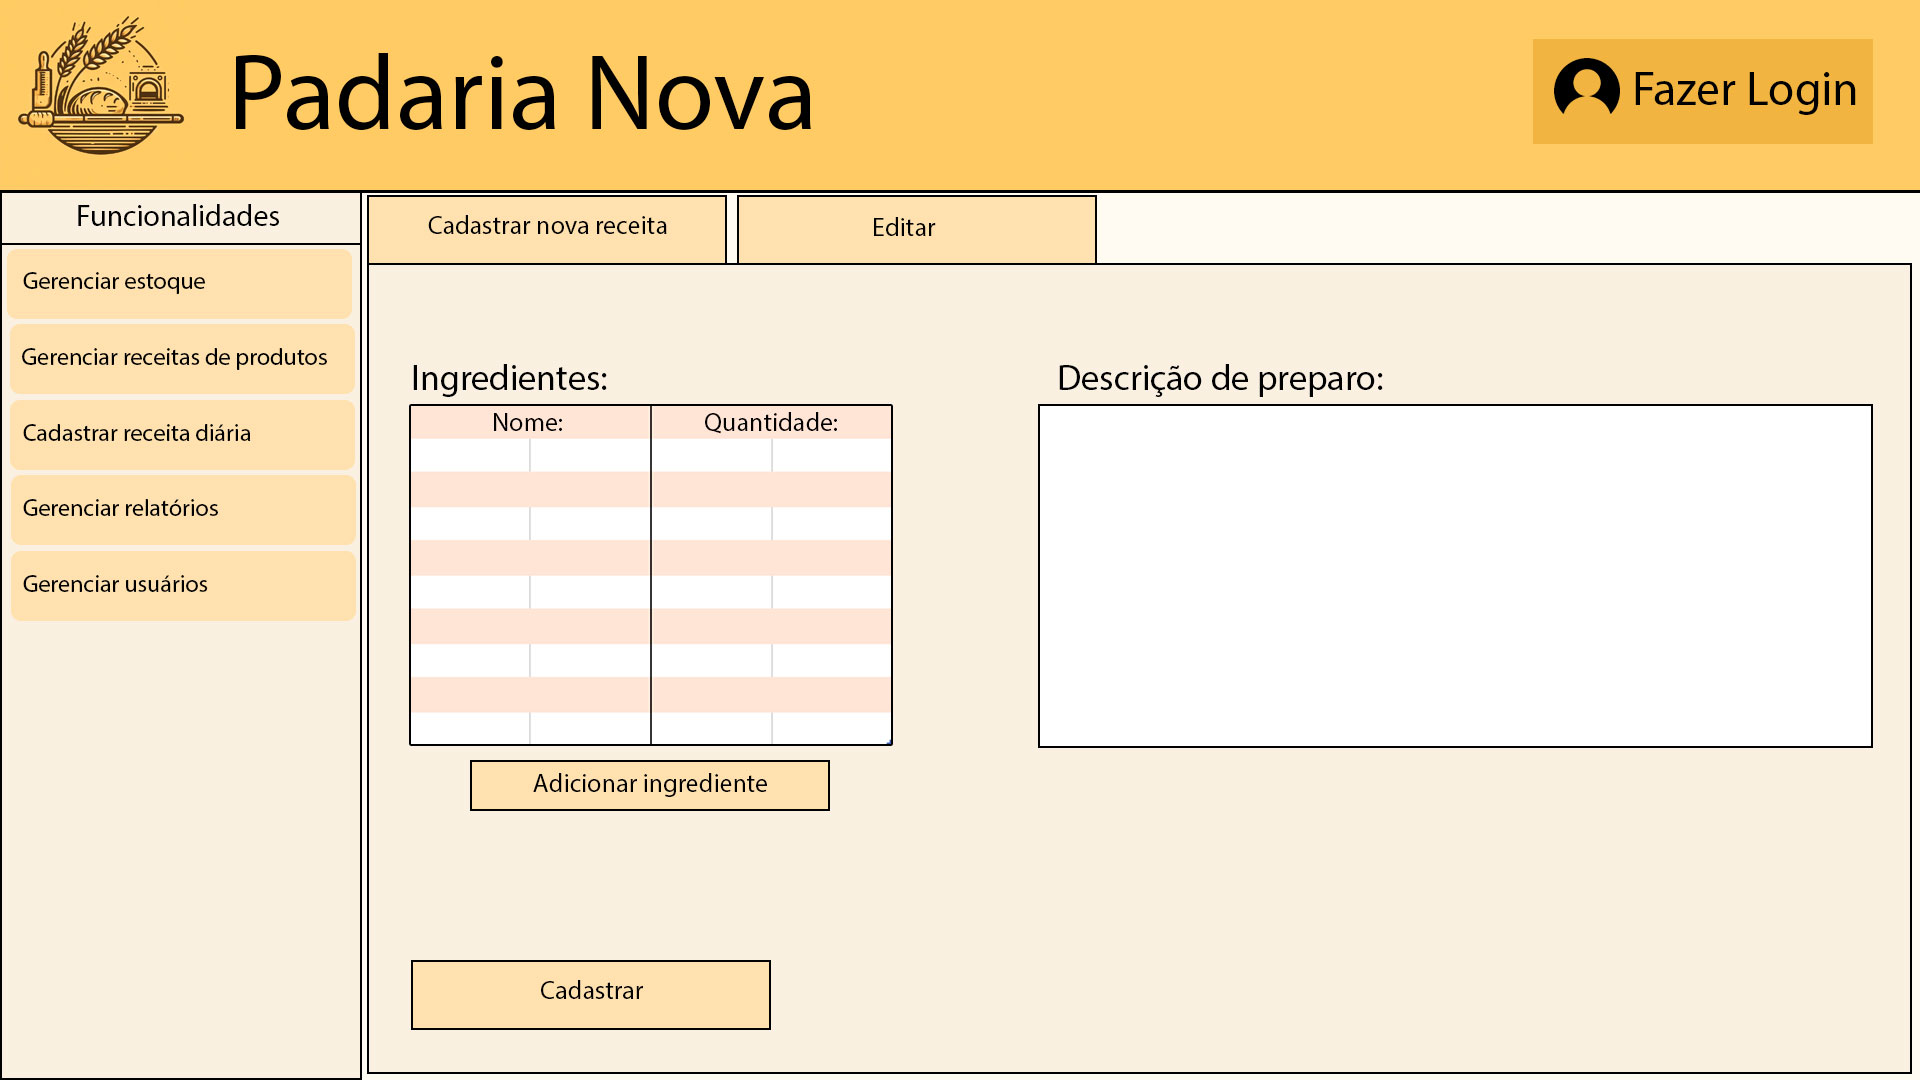 Padaria Nova
Fazer Login
Funcionalidades
Gerenciar estoque
Gerenciar receitas de produtos
Cadastrar receita diária
Gerenciar relatórios
Gerenciar usuários
Cadastrar nova receita
Editar
Ingredientes:
Nome:
Quantidade:
Adicionar ingrediente
Descrição de preparo:
Cadastrar